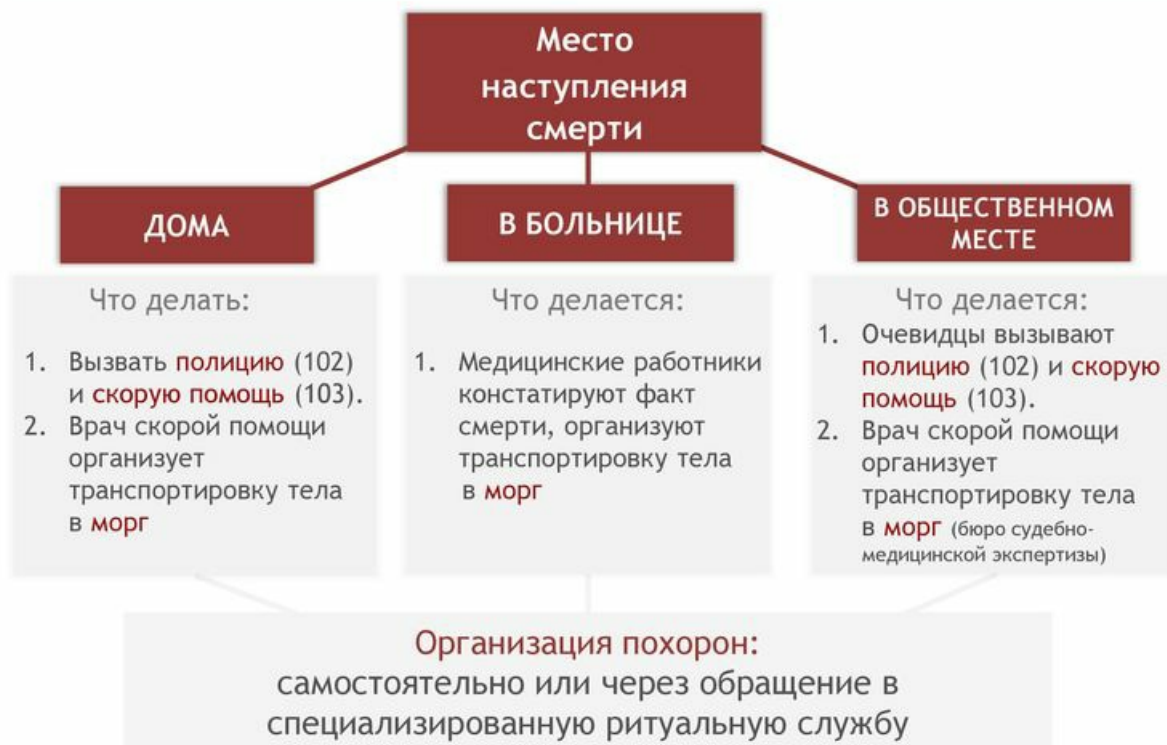 Место
наступления
смерти
ДОМА
Что делать:
1. Вызвать полицию (102)
и скорую помощь (103).
2. Врач скорой помощи
организует
транспортировку тела
в морг
В БОЛЬНИЦЕ
Что делается:
1. Медицинские работники
констатируют факт
смерти, организуют
транспортировку тела
в морг
В ОБЩЕСТВЕННОМ
МЕСТЕ
Что делается:
1. Очевидцы вызывают
полицию (102) и скорую
помощь (103).
2. Врач скорой помощи
организует
транспортировку тела
в морг (бюро судебно-
медицинской экспертизы)
Организация похорон:
самостоятельно или через обращение в
специализированную ритуальную службу